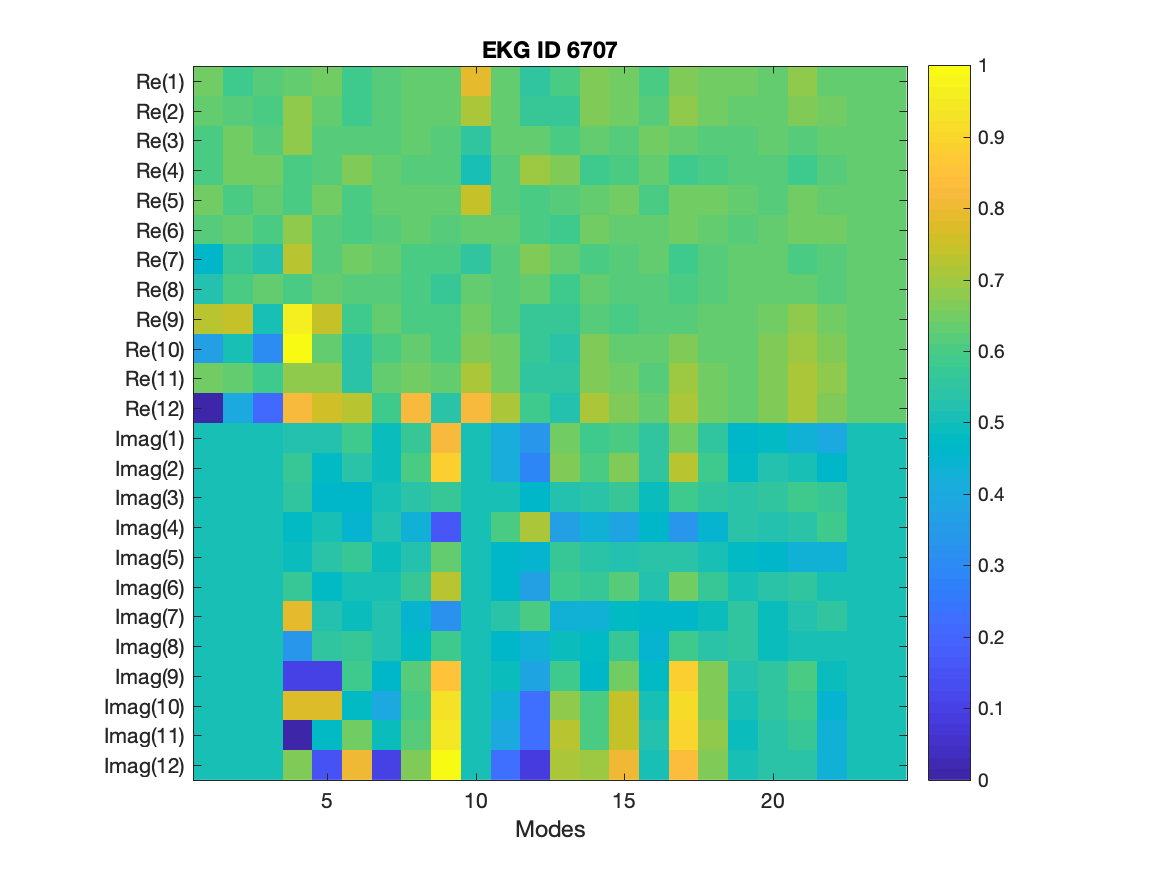 EKG ID 6707
Re(1)
Re(2)
Re(3)
Re(4)
Re(5)
Re(6)
Re(7)
Re(8)
Re(9)
Re(10)
Re(11)
Re(12)
Imag(1)
Imag(2)
Imag(3)
Imag(4)
Imag(5)
Imag(6)
Imag(7)
Imag(8)
Imag(9)
Imag(10)
Imag(11)
Imag(12)
5 10 15 20
Modes
1
0.9
0.8
0.7
0.6
0.5
0.4
0.3
0.2
0.1
0